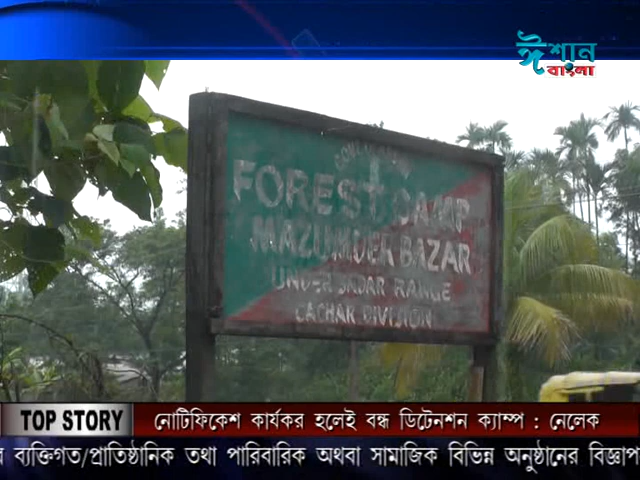 ঈশান
বাংলা
FOREST CAMP
MAZUMDER BAZAR
UNDER SADAR RANGE
CACHAR DIVISION
TOP STORY
নোটিফিকেশ কার্যকর হলেই বন্ধ ডিটেনশন ক্যাম্প : নেলেক
ব্যক্তিগত/প্রাতিষ্ঠানিক তথা পারিবারিক অথবা সামাজিক বিভিন্ন অনুষ্ঠানের বিজ্ঞাপ